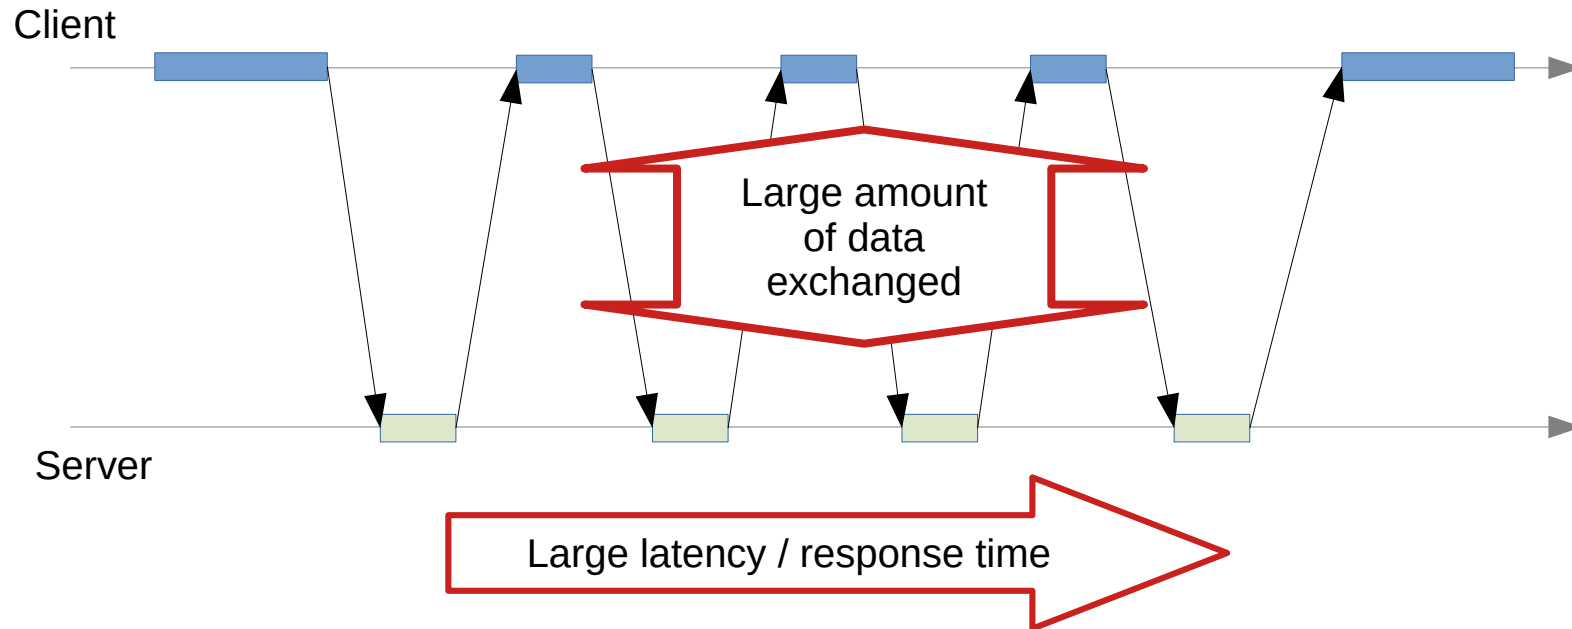 Client
Large amount
of data
exchanged
Server
Large latency / response time